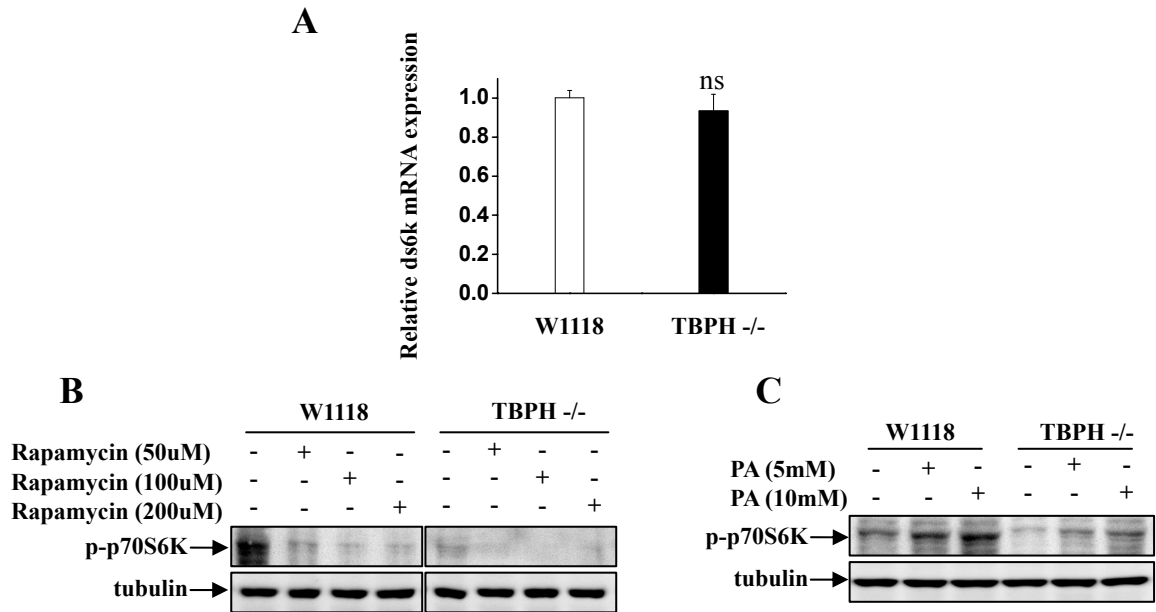 A
Relative ds6k mRNA expression
1.0
0.8
0.6
0.4
0.2
0.0
ns
W1118 TBPH -/-
B
W1118 TBPH -/-
Rapamycin (50uM) - + - - - + - -
Rapamycin (100uM) - - + - - - + -
Rapamycin (200uM) - - - + - - - +
p-p70S6K
tubulin
C
W1118 TBPH -/-
PA (5mM) - + - - + -
PA (10mM) - - + - - +
p-p70S6K
tubulin